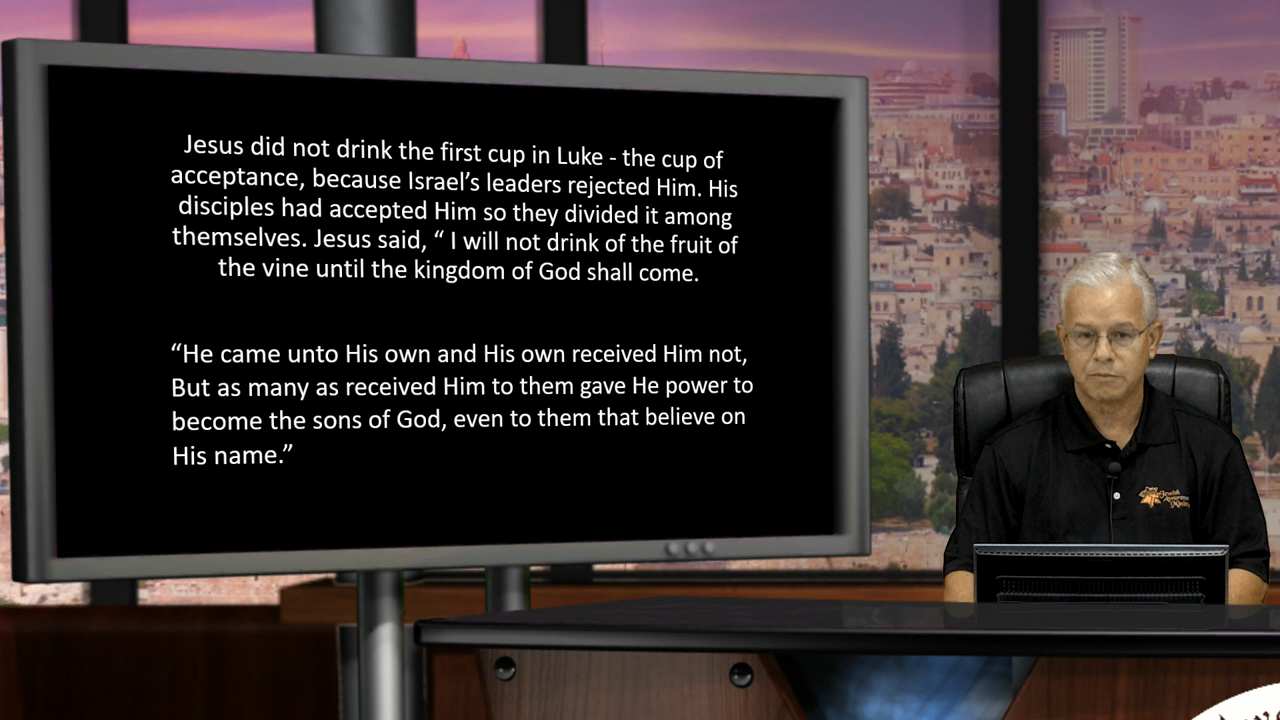 Jesus did not drink the first cup in Luke - the cup of
acceptance, because Israel's leaders rejected Him. His
disciples had accepted Him so they divided it among
themselves. Jesus said, “ I will not drink of the fruit of
the vine until the kingdom of God shall come.
“He came unto His own and His own received Him not,
But as many as received Him to them gave He power to
become the sons of God, even to them that believe on
His name.”
Jewish
Awareness